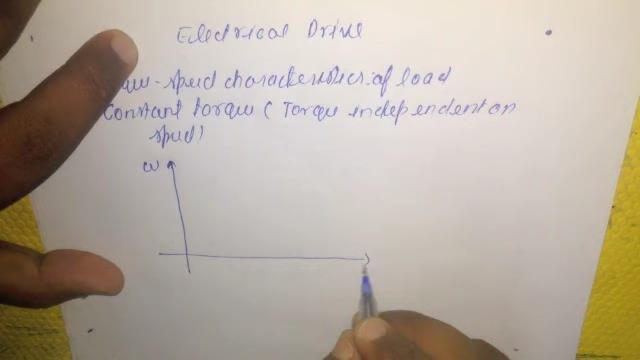 Electrical Drive
speed characteristics of load
Constant torque ( Torque independent on
speed)
ω